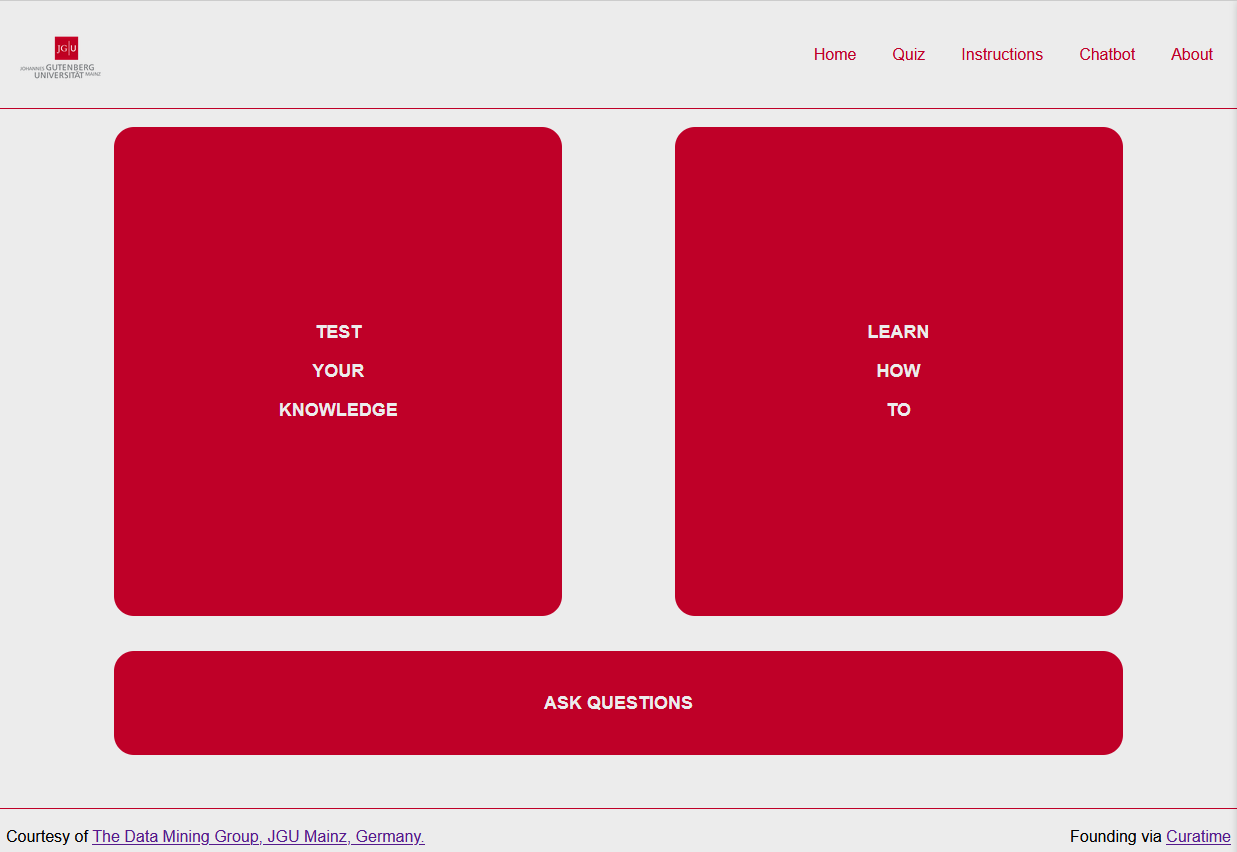 JG|U
JOHANNES GUTENBERG
UNIVERSITÄT MAINZ
Home Quiz Instructions Chatbot About
TEST
YOUR
KNOWLEDGE
LEARN
HOW
TO
ASK QUESTIONS
Courtesy of The Data Mining Group, JGU Mainz, Germany.
Founding via Curatime